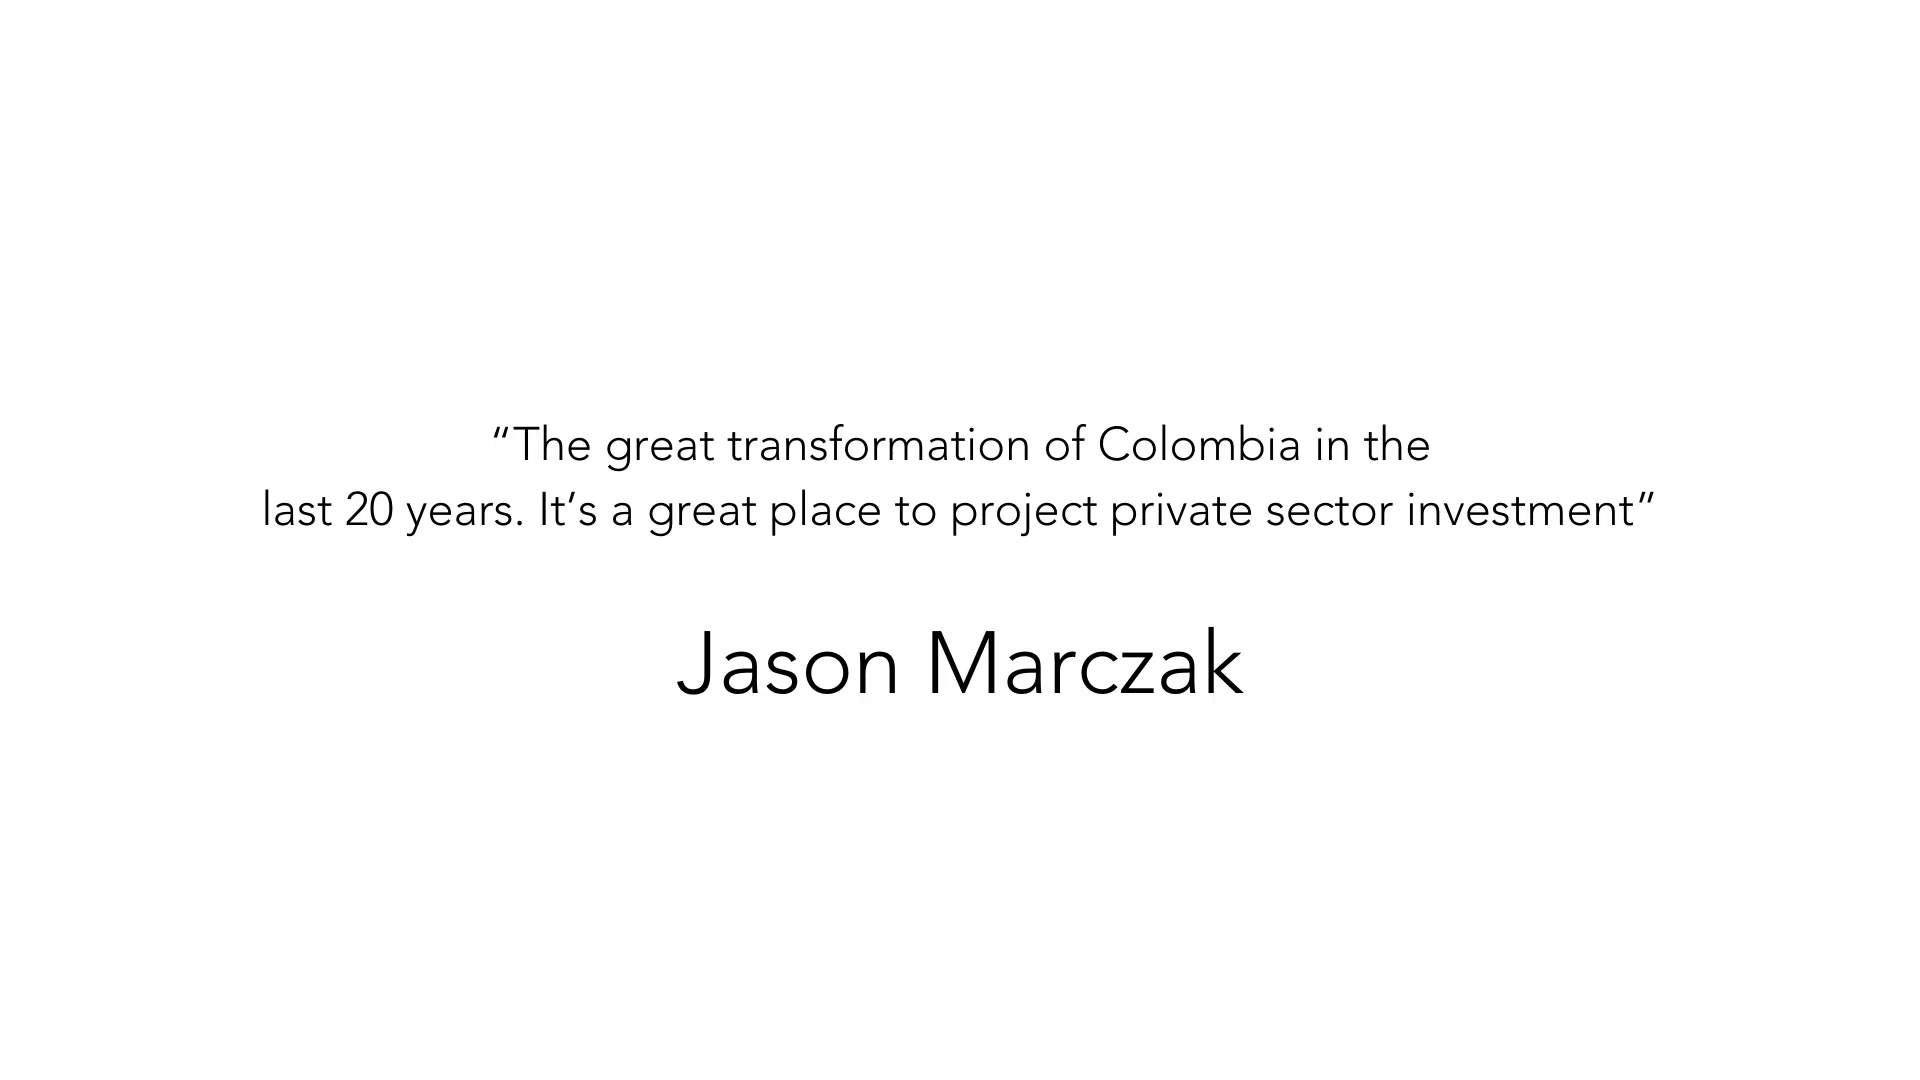 “The great transformation of Colombia in the
last 20 years. It’s a great place to project private sector investment”
Jason Marczak